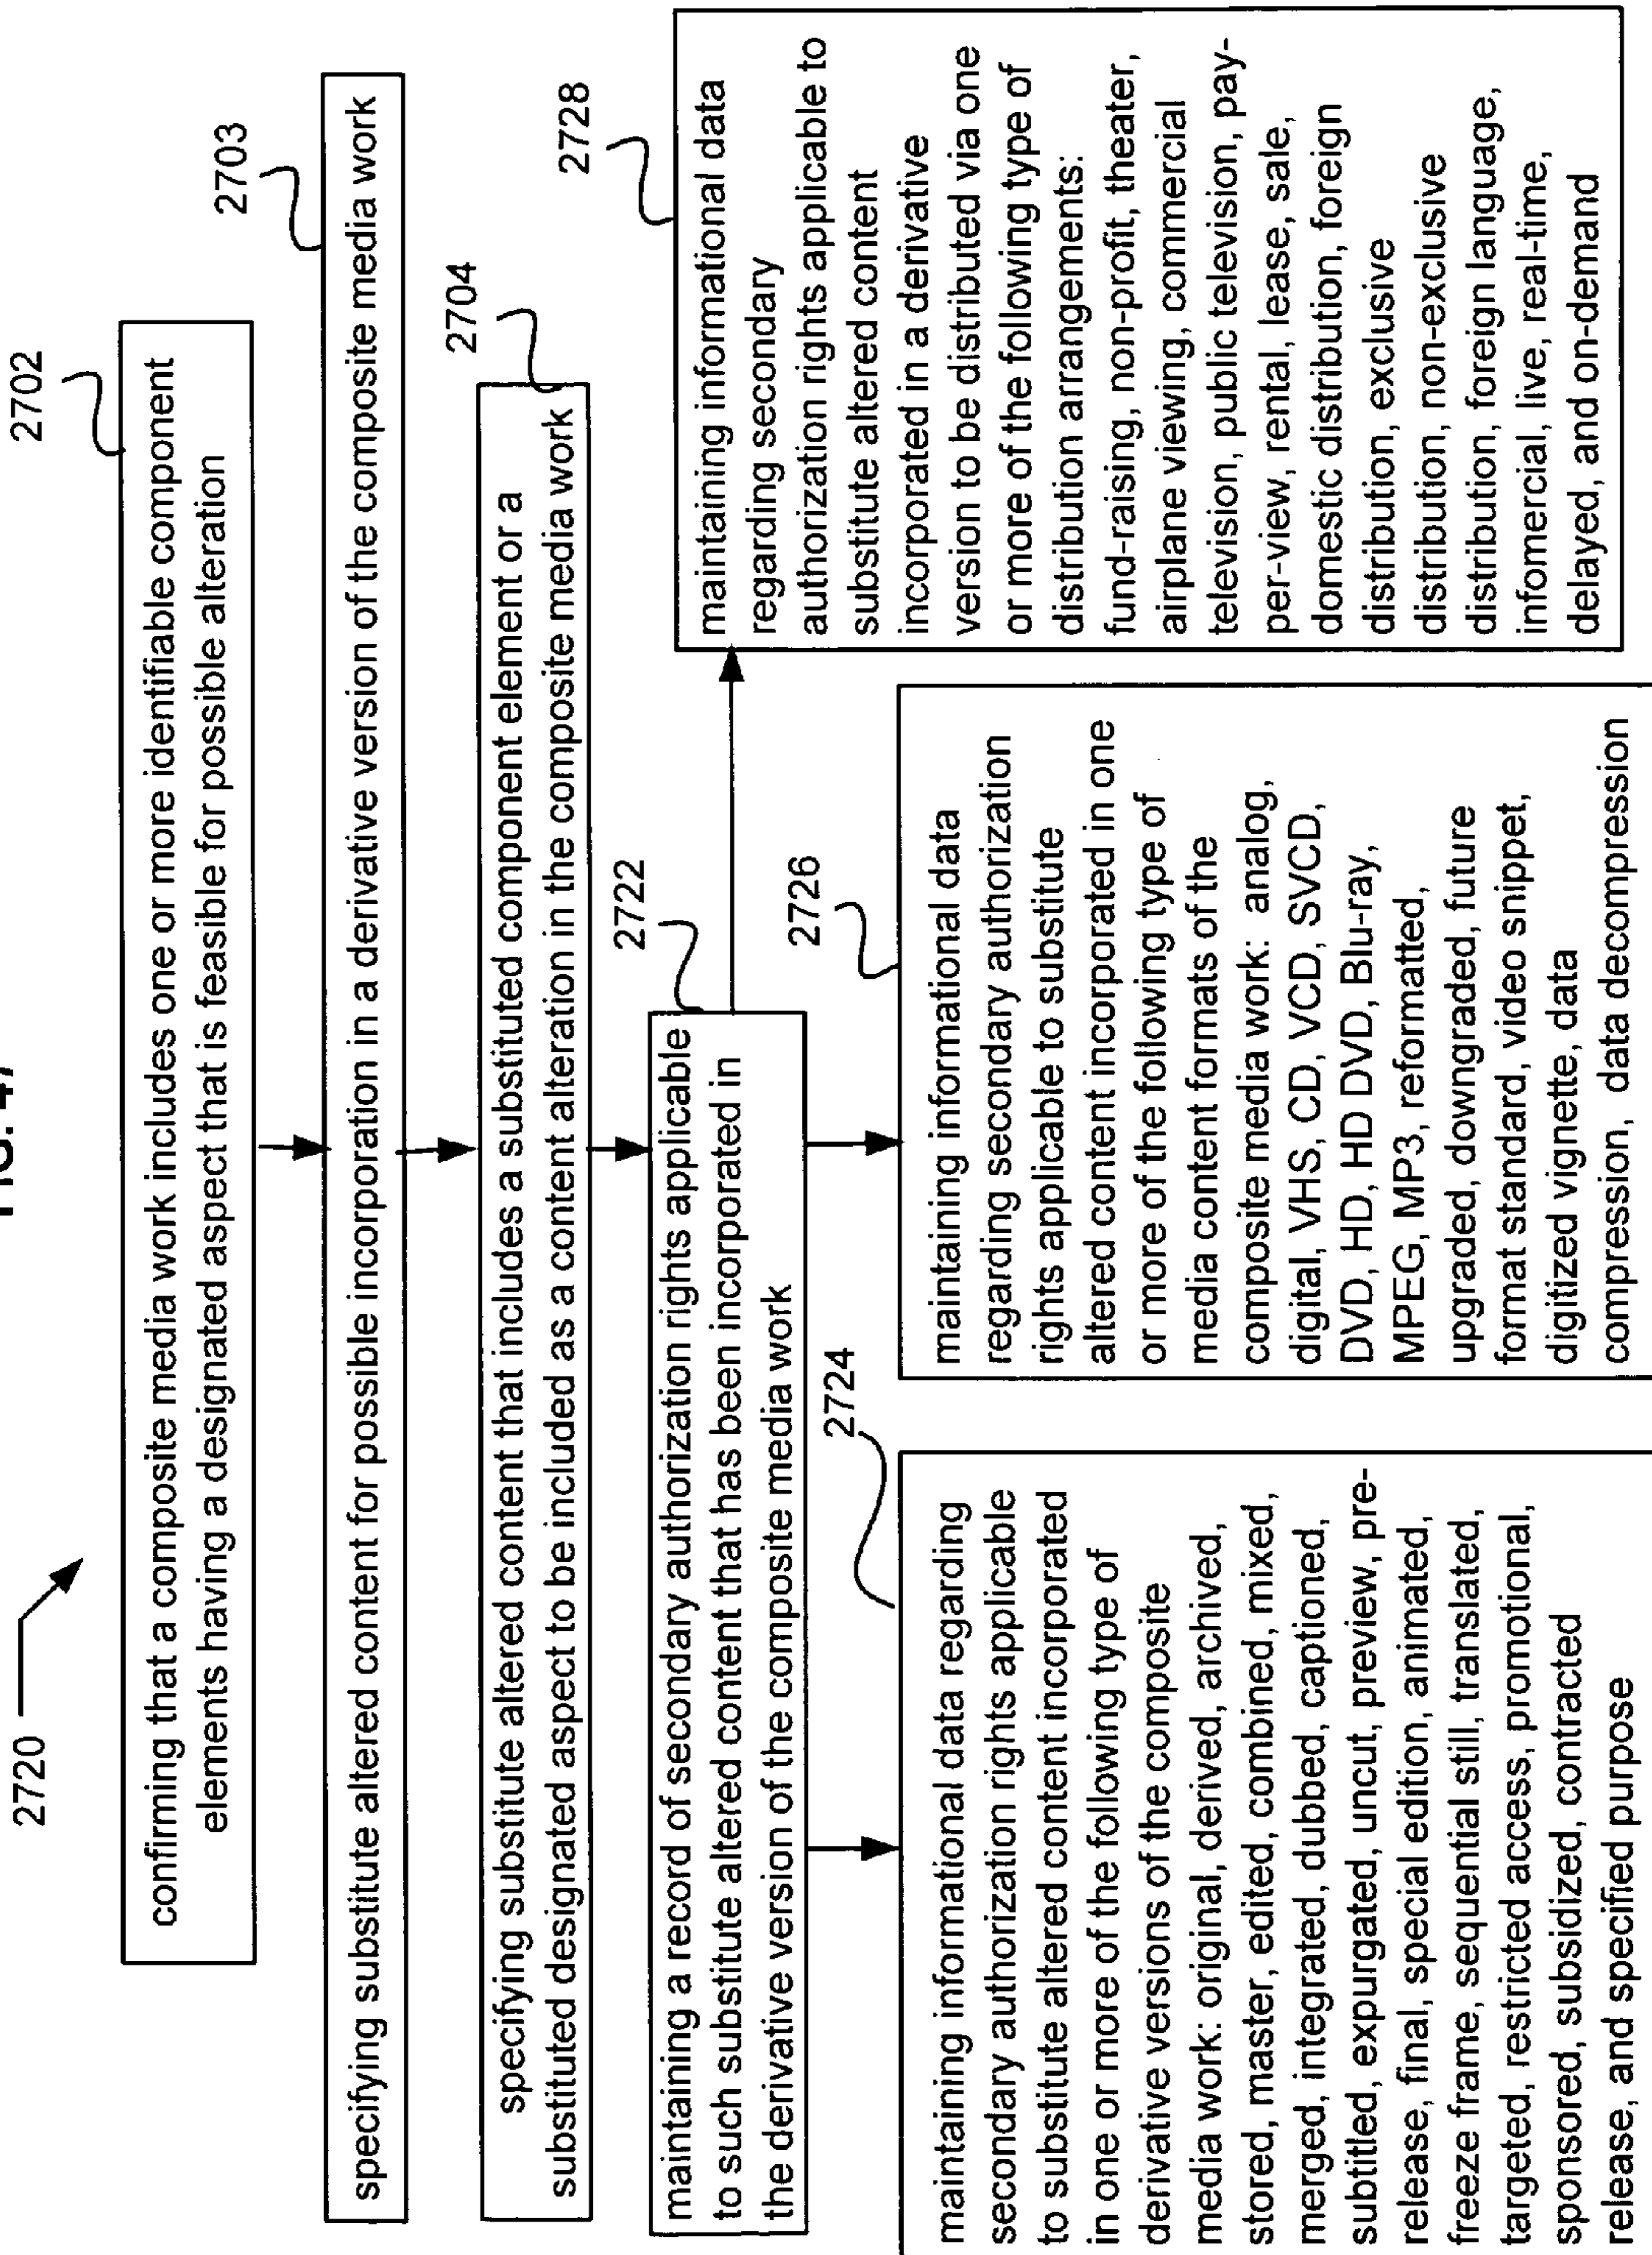 FIG. 47
2720
2702
confirming that a composite media work includes one or more identifiable component
elements having a designated aspect that is feasible for possible alteration
2703
specifying substitute altered content for possible incorporation in a derivative version of the composite media work
2704
specifying substitute altered content that includes a substituted component element or a
substituted designated aspect to be included as a content alteration in the composite media work
2722
maintaining a record of secondary authorization rights applicable
to such substitute altered content that has been incorporated in
the derivative version of the composite media work
2724
maintaining informational data regarding
secondary authorization rights applicable
to substitute altered content incorporated
in one or more of the following type of
derivative versions of the composite
media work: original, derived, archived,
stored, master, edited, combined, mixed,
merged, integrated, dubbed, captioned,
subtitled, expurgated, uncut, preview, pre-
release, final, special edition, animated,
freeze frame, sequential still, translated,
targeted, restricted access, promotional,
sponsored, subsidized, contracted
release, and specified purpose
2726
maintaining informational data
regarding secondary authorization
rights applicable to substitute
altered content incorporated in one
or more of the following type of
media content formats of the
composite media work: analog,
digital, VHS, CD, VCD, SVCD,
DVD, HD, HD DVD, Blu-ray,
MPEG, MP3, reformatted,
upgraded, downgraded, future
format standard, video snippet,
digitized vignette, data
compression, data decompression
2728
maintaining informational data
regarding secondary
authorization rights applicable to
substitute altered content
incorporated in a derivative
version to be distributed via one
or more of the following type of
distribution arrangements:
fund-raising, non-profit, theater,
airplane viewing, commercial
television, public television, pay-
per-view, rental, lease, sale,
domestic distribution, foreign
distribution, exclusive
distribution, non-exclusive
distribution, foreign language,
infomercial, live, real-time,
delayed, and on-demand